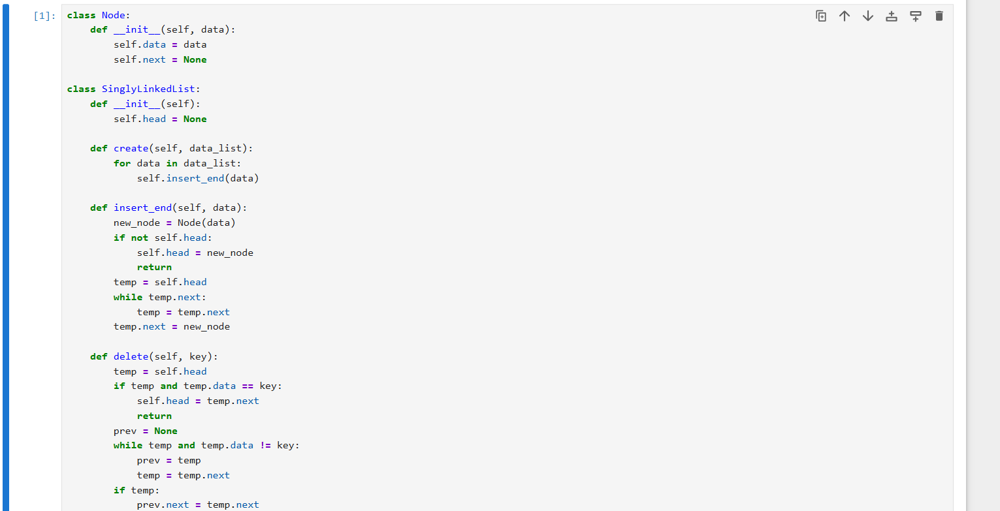 [1]:
class Node:
    def __init__(self, data):
        self.data = data
        self.next = None

class SinglyLinkedList:
    def __init__(self):
        self.head = None

    def create(self, data_list):
        for data in data_list:
            self.insert_end(data)

    def insert_end(self, data):
        new_node = Node(data)
        if not self.head:
            self.head = new_node
            return
        temp = self.head
        while temp.next:
            temp = temp.next
        temp.next = new_node

    def delete(self, key):
        temp = self.head
        if temp and temp.data == key:
            self.head = temp.next
            return
        prev = None
        while temp and temp.data != key:
            prev = temp
            temp = temp.next
        if temp:
            prev.next = temp.next